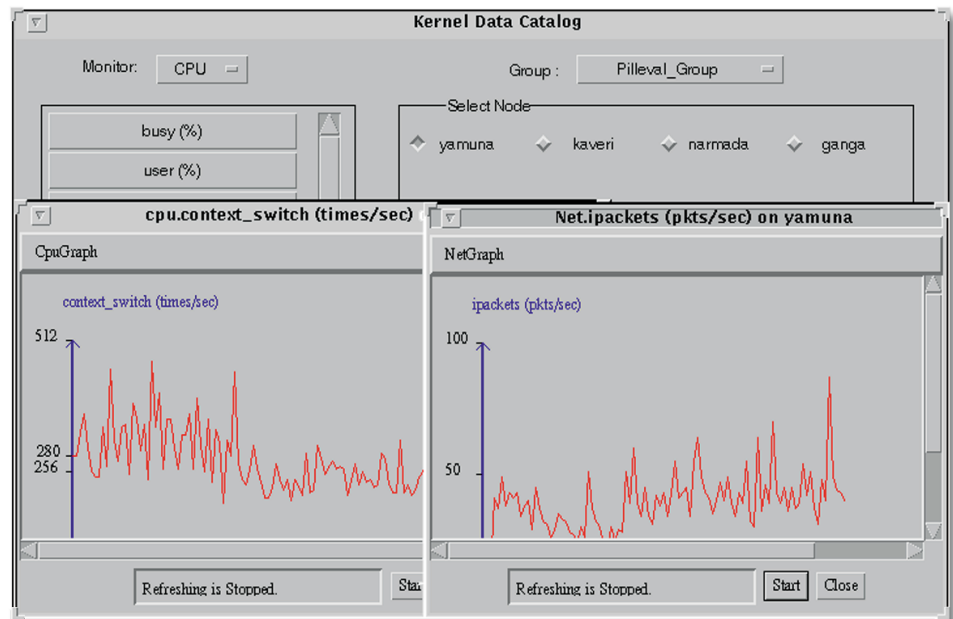 Kernel Data Catalog
Monitor: CPU
Group : Pilleval_Group
Select Node
busy (%)
user (%)
yamuna kaveri narmada ganga
cpu.context_switch (times/sec)
CpuGraph
context_switch (times/sec)
512
280
256
Refreshing is Stopped.
Net.ipackets (pkts/sec) on yamuna
NetGraph
ipackets (pkts/sec)
100
50
Refreshing is Stopped.
Start Close